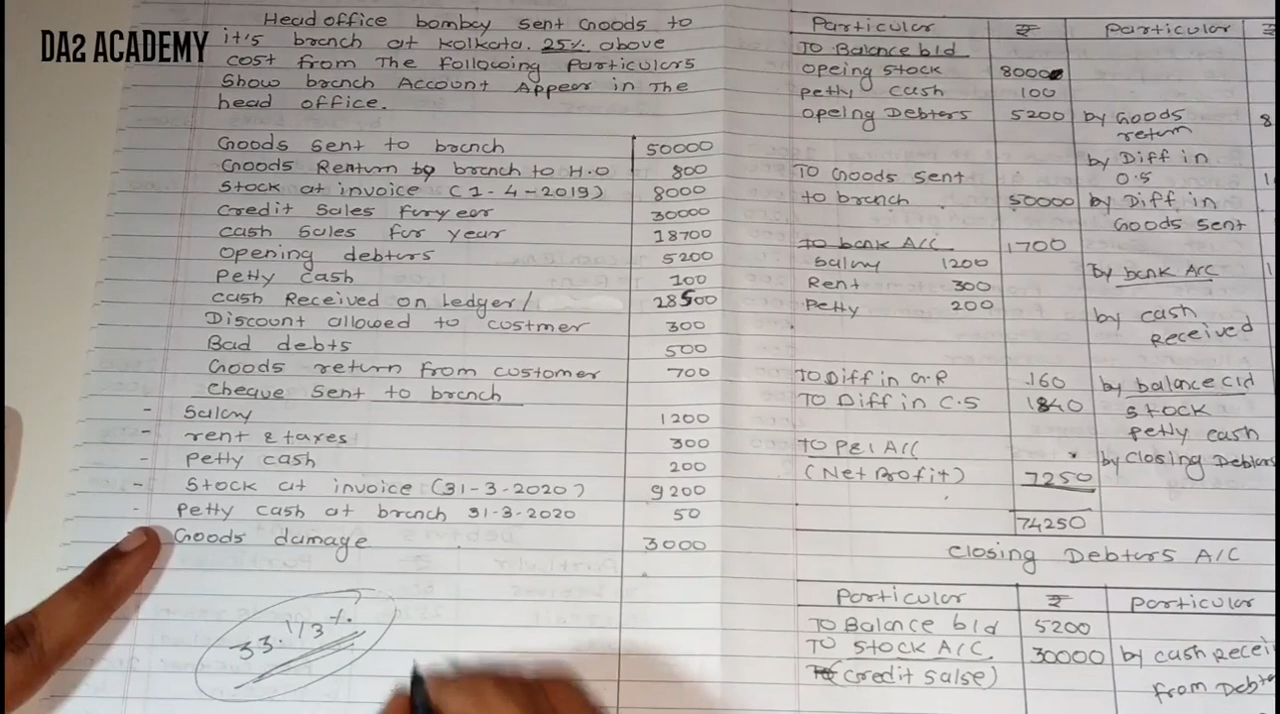 DA2 ACADEMY
Head office bombay sent Goods to
it's branch at Kolkata. 25% above
cost from The following Particulars
Show branch Account Appear in The
head office.
Goods sent to branch 50000
Goods Renturn by branch to H.O 800
Stock at invoice (1-4-2019) 8000
Credit Sales for year 30000
Cash Sales for year 18700
Opening debtors 5200
Petty Cash 100
Cash Received on Ledger/ 28500
Discount allowed to custmer 300
Bad debts 500
Goods return from customer 700
Cheque Sent to branch
- Salary 1200
- rent & taxes 300
- Petty cash 200
- Stock at invoice (31-3-2020) 9200
- Petty cash at branch 31-3-2020 50
Goods damage 3000
33.1/3%
Particular ₹ Particular
To Balance b/d
opeing Stock 8000
Petty cash 100
opeing Debters 5200 by Goods 8
return
by Diff in
To Goods sent O.S 1
to branch 50000 by Diff in
Goods sent
to bank A/C 1700
Salary 1200 by bank A/C 1
Rent 300
Petty 200 by cash
Received
To Diff in G.R 160 by balance c/d
To Diff in C.S 1840 Stock
petty cash
To P&l A/C by closing Debtors
(Net Profit) 7250
74250
Closing Debturs A/C
Particular ₹ Particular
To Balance b/d 5200
To Stock A/C. 30000 by cash Recei
(credit salse) from Debt